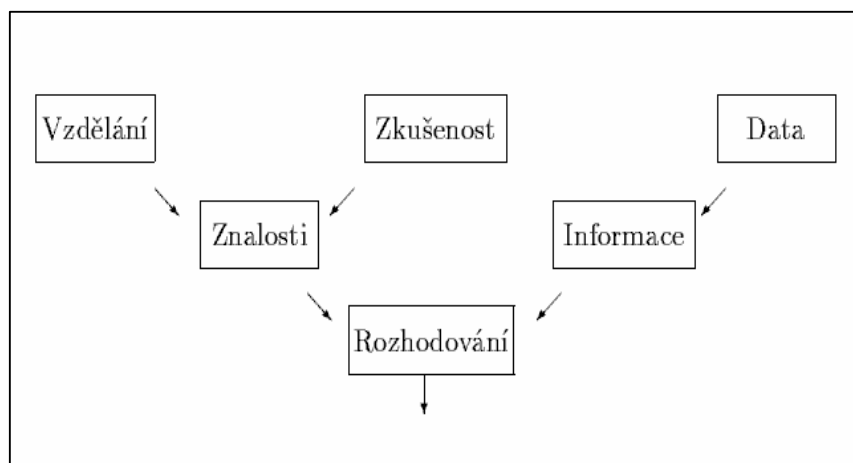 Vzdělání
Zkušenost
Data
Znalosti
Informace
Rozhodování